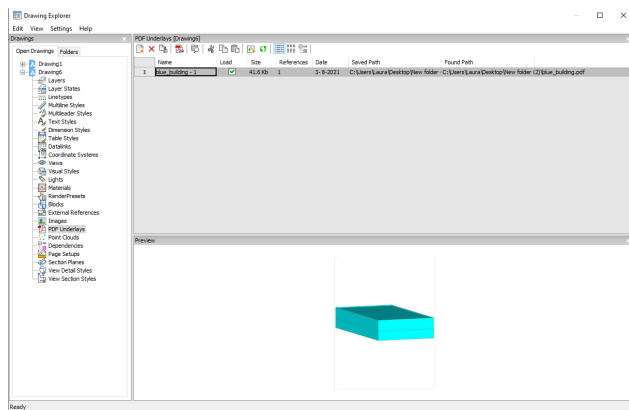 Drawing Explorer
Edit View Settings Help
Drawings
Open Drawings Folders
Drawing1
Drawing6
Layers
Layer States
Linetypes
Multiline Styles
Multileader Styles
Text Styles
Dimension Styles
Table Styles
Datalinks
Coordinate Systems
Views
Visual Styles
Lights
Materials
RenderPresets
Blocks
External References
Images
PDF Underlays
Point Clouds
Dependencies
Page Setups
Section Planes
View Detail Styles
View Section Styles
PDF Underlays [Drawing6]
Name Load Size References Date Saved Path Found Path
1 blue_building - 1 41.6 Kb 1 3- 8-2021 C:\Users\Laura\Desktop\New folder C:\Users\Laura\Desktop\New folder (2)\blue_building.pdf
Preview
Ready